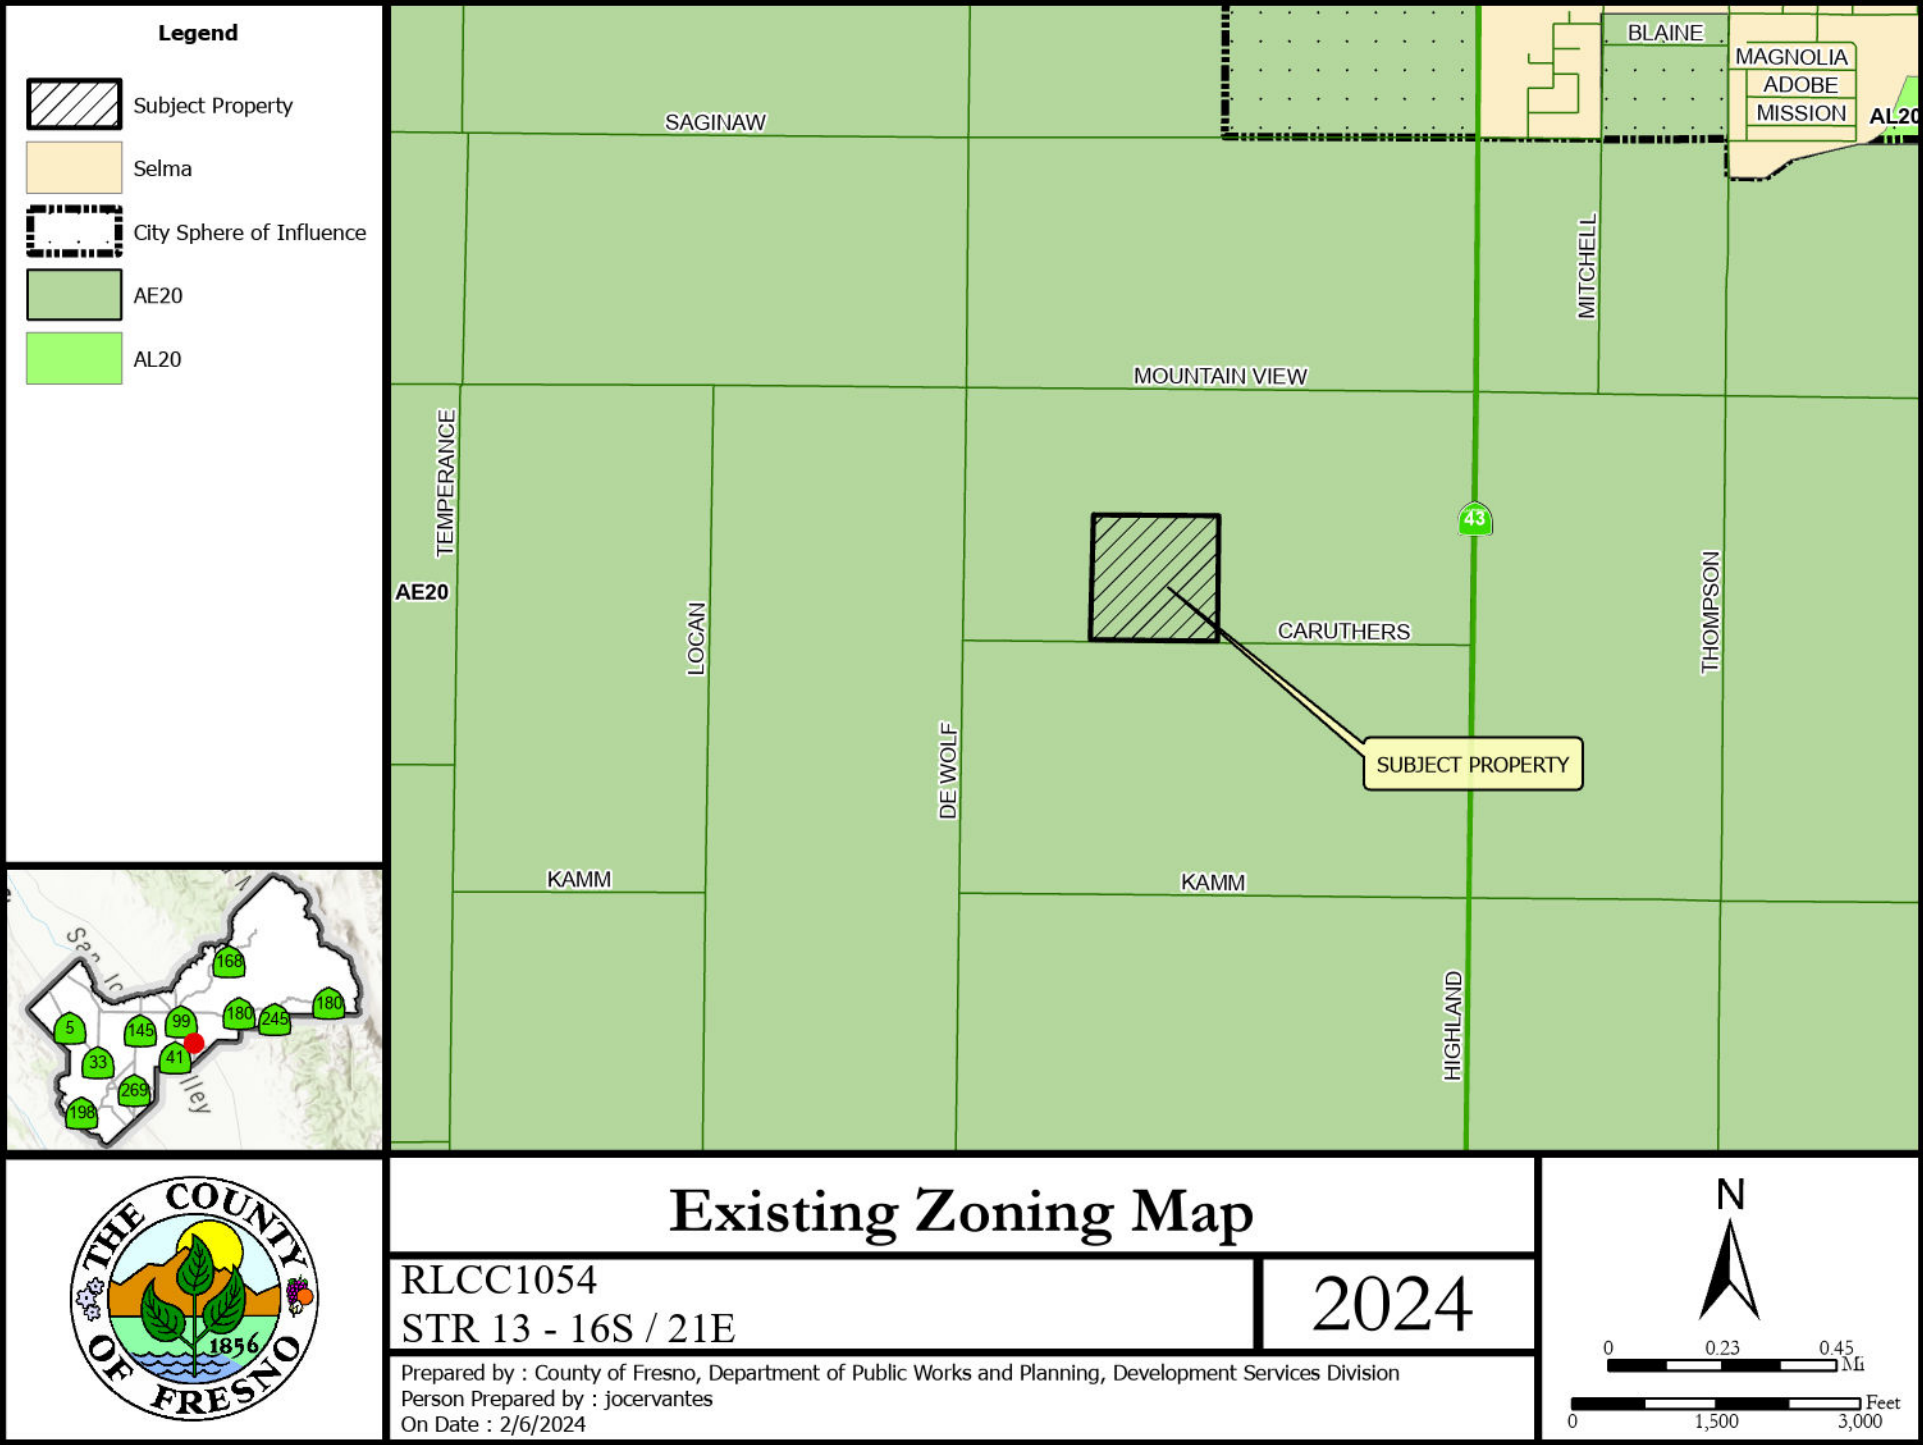 Legend
Subject Property
Selma
City Sphere of Influence
AE20
AL20
BLAINE
MAGNOLIA
ADOBE
MISSION
AL20
SAGINAW
MITCHELL
MOUNTAIN VIEW
TEMPERANCE
43
AE20
LOCAN
CARUTHERS
THOMPSON
DE WOLF
SUBJECT PROPERTY
KAMM
KAMM
HIGHLAND
San
168
180
180
245
99
145
5
41
33
269
198
lley
THE COUNTY
OF FRESNO
1856
Existing Zoning Map
RLCC1054
STR 13 - 16S / 21E
2024
Prepared by : County of Fresno, Department of Public Works and Planning, Development Services Division
Person Prepared by : jocervantes
On Date : 2/6/2024
N
0 0.23 0.45
Mi
Feet
0 1,500 3,000